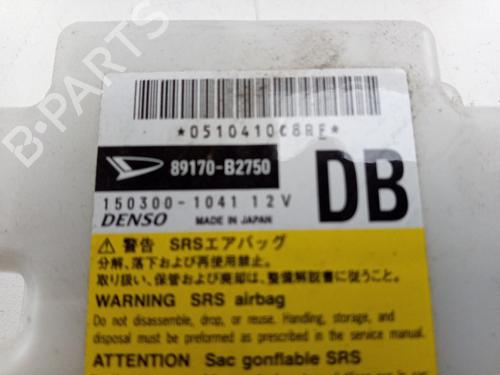 *0510410C8RE*
89170-B2750
DB
150300-1041 12V
DENSO MADE IN JAPAN
警告 SRSエアバッグ
分解、落下および再使用禁止。
取り扱い、保管および廃却は、整備解説書に従うこと。
WARNING SRS airbag
Do not disassemble, drop, or reuse. Handling, storage, and
disposal must be preformed as prescribed in the service manual.
ATTENTION Sac gonflable SRS
B-PARTS